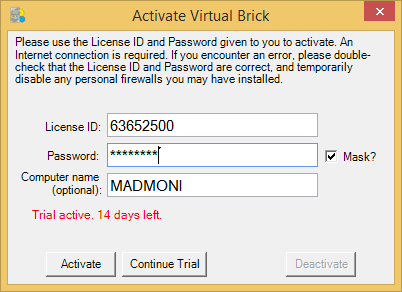 Activate Virtual Brick
Please use the License ID and Password given to you to activate. An
Internet connection is required. If you encounter an error, please double-
check that the License ID and Password are correct, and temporarily
disable any personal firewalls you may have installed.
License ID: 63652500
Password: ******** Mask?
Computer name
(optional): MADMONI
Trial active. 14 days left.
Activate Continue Trial Deactivate